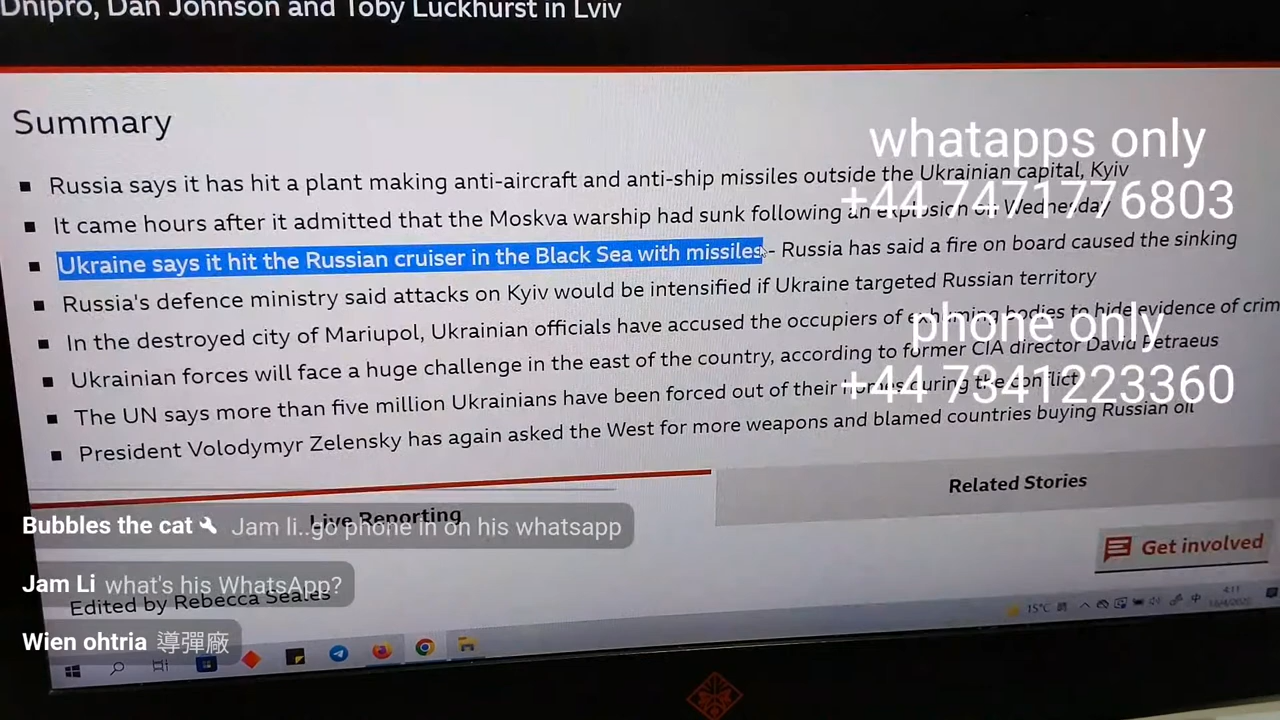 Dnipro, Dan Johnson and Toby Luckhurst in Lviv
Summary
Russia says it has hit a plant making anti-aircraft and anti-ship missiles outside the Ukrainian capital, Kyiv
It came hours after it admitted that the Moskva warship had sunk following an explosion on Wednesday
Ukraine says it hit the Russian cruiser in the Black Sea with missiles - Russia has said a fire on board caused the sinking
Russia's defence ministry said attacks on Kyiv would be intensified if Ukraine targeted Russian territory
In the destroyed city of Mariupol, Ukrainian officials have accused the occupiers of exhuming bodies to hide evidence of crim
Ukrainian forces will face a huge challenge in the east of the country, according to former CIA director David Petraeus
The UN says more than five million Ukrainians have been forced out of their homes during the conflict
President Volodymyr Zelensky has again asked the West for more weapons and blamed countries buying Russian oil
whatapps only
+44 7471776803
phone only
+44 7341223360
Related Stories
Live Reporting
Get involved
Edited by Rebecca Seales
Bubbles the cat Jam li..go phone in on his whatsapp
Jam Li what's his WhatsApp?
Wien ohtria 導彈廠
15°C
中
4:11